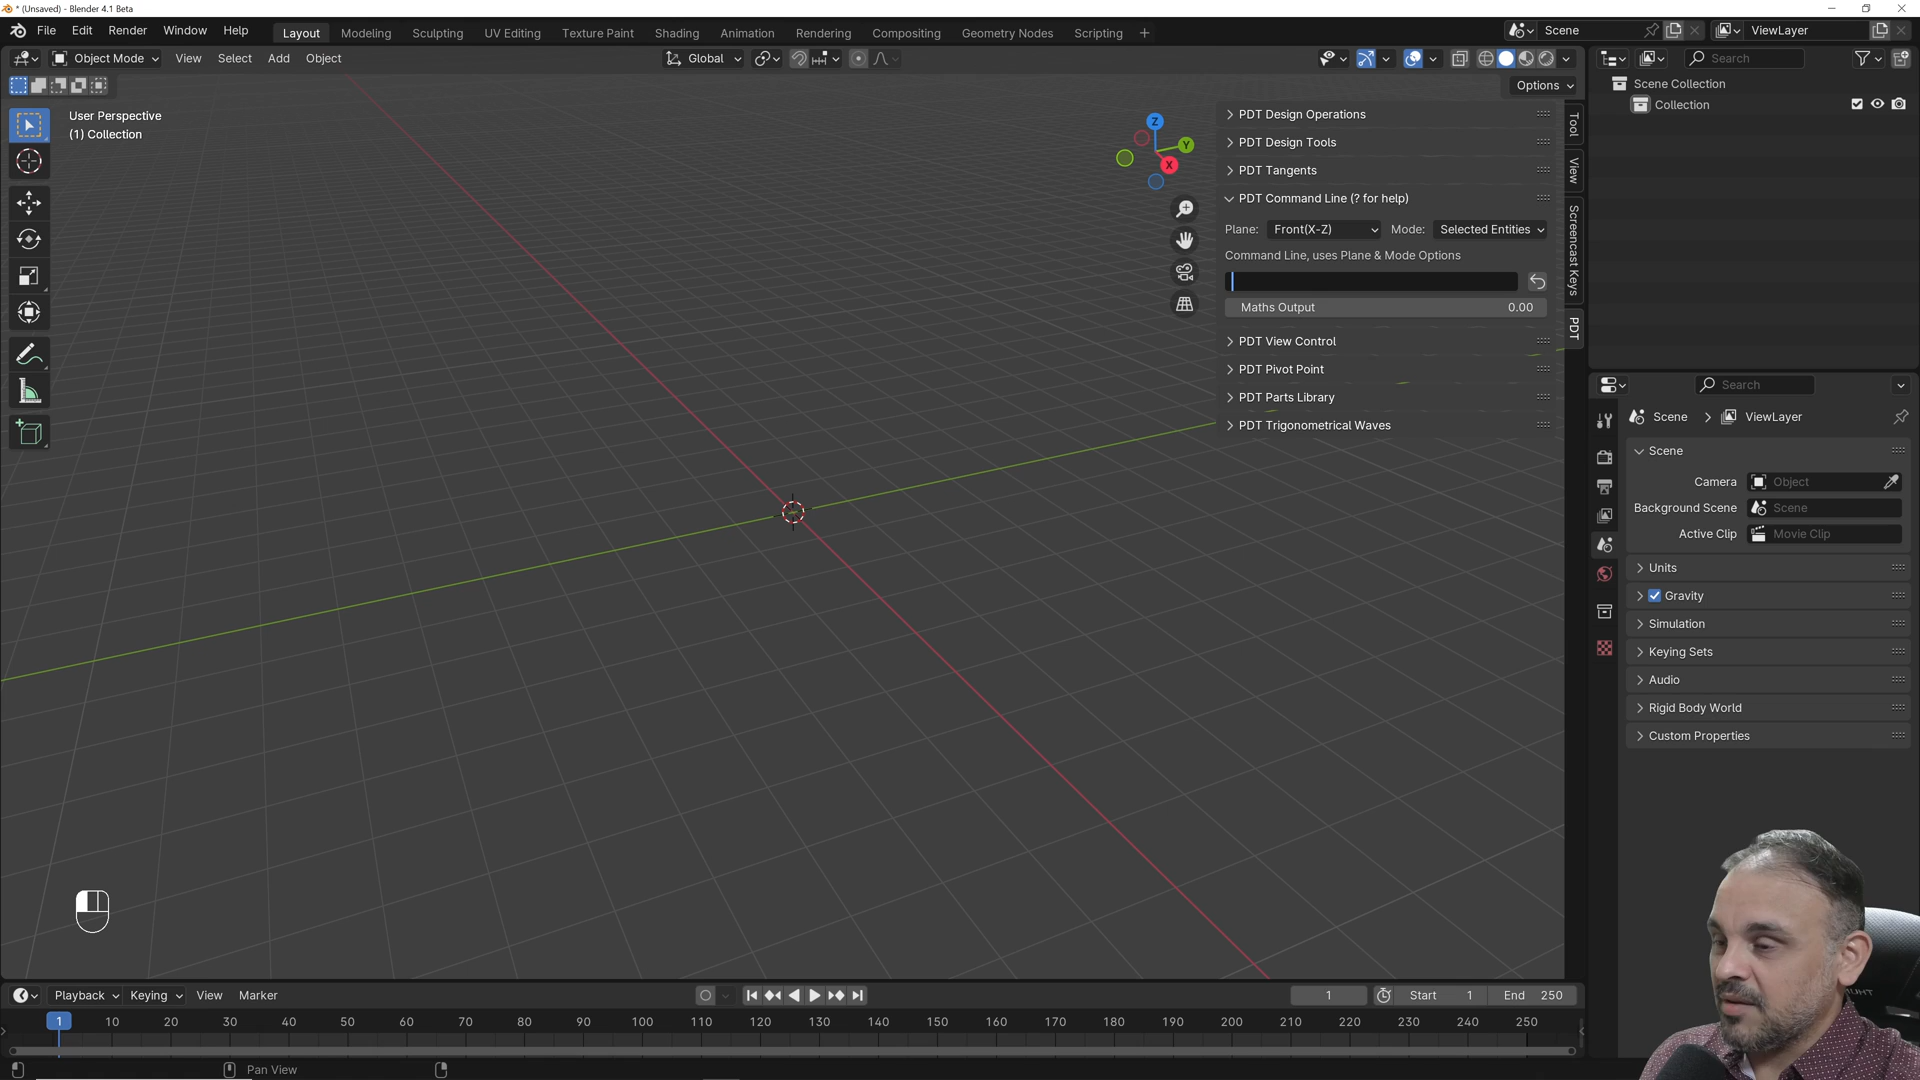 * (Unsaved) - Blender 4.1 Beta
File Edit Render Window Help Layout Modeling Sculpting UV Editing Texture Paint Shading Animation Rendering Compositing Geometry Nodes Scripting + Scene ViewLayer
Object Mode View Select Add Object Global Search
Options
User Perspective
(1) Collection
Z
Y
X
PDT Design Operations
PDT Design Tools
PDT Tangents
PDT Command Line (? for help)
Plane: Front(X-Z) Mode: Selected Entities
Command Line, uses Plane & Mode Options
Maths Output 0.00
PDT View Control
PDT Pivot Point
PDT Parts Library
PDT Trigonometrical Waves
Tool
View
Screencast Keys
PDT
Scene Collection
Collection
Search
Scene > ViewLayer
Scene
Camera Object
Background Scene Scene
Active Clip Movie Clip
Units
Gravity
Simulation
Keying Sets
Audio
Rigid Body World
Custom Properties
Playback Keying View Marker 1 Start 1 End 250
1 10 20 30 40 50 60 70 80 90 100 110 120 130 140 150 160 170 180 190 200 210 220 230 240 250
Pan View